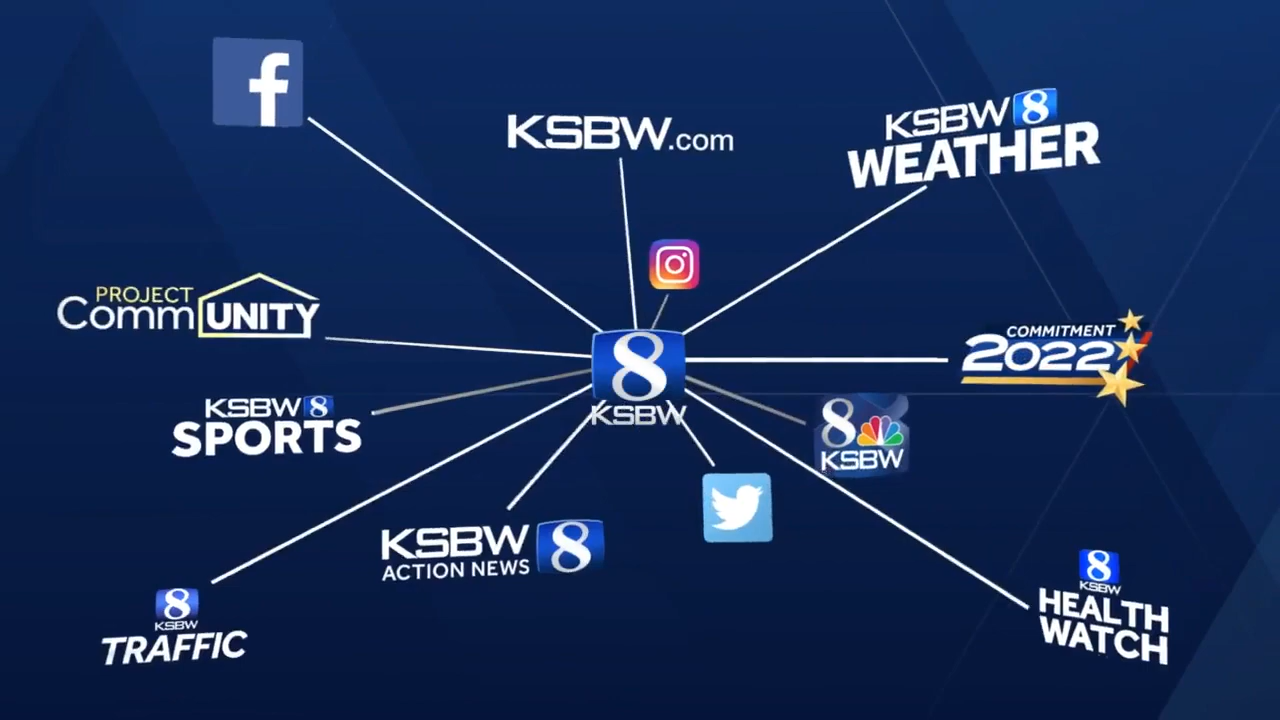 f
KSBW.com
KSBW 8
WEATHER
PROJECT
CommUNITY
8
KSBW
COMMITMENT
2022
KSBW 8
SPORTS
8
KSBW
KSBW 8
ACTION NEWS
8
KSBW
TRAFFIC
8
KSBW
HEALTH
WATCH